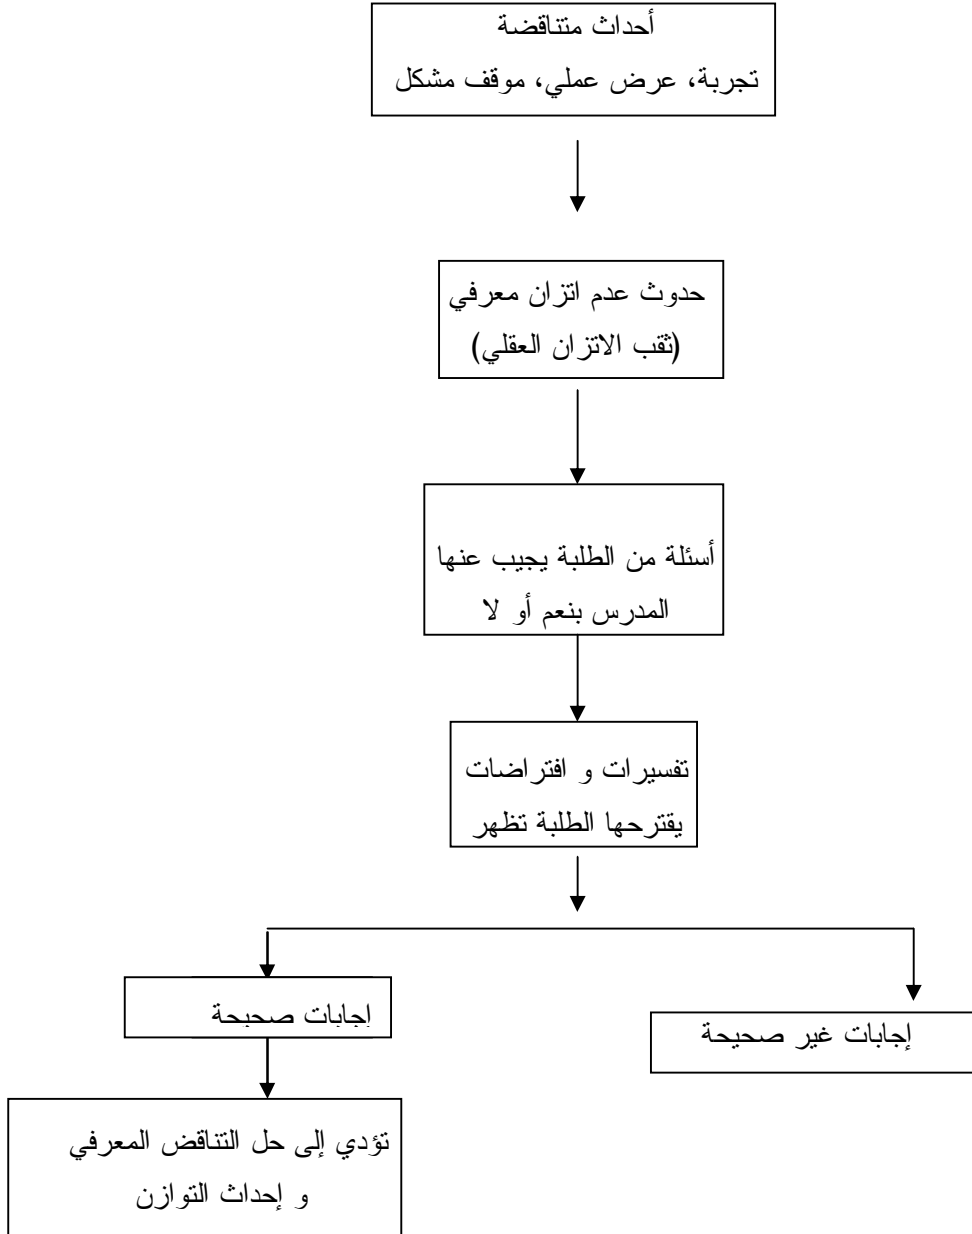 أحداث متناقضة
تجربة، عرض عملي، موقف مشكل
حدوث عدم اتزان معرفي
(ثقب الاتزان العقلي)
أسئلة من الطلبة يجيب عنها
المدرس بنعم أو لا
تفسيرات و افتراضات
يقترحها الطلبة تظهر
إجابات صحيحة
إجابات غير صحيحة
تؤدي إلى حل التناقض المعرفي
و إحداث التوازن